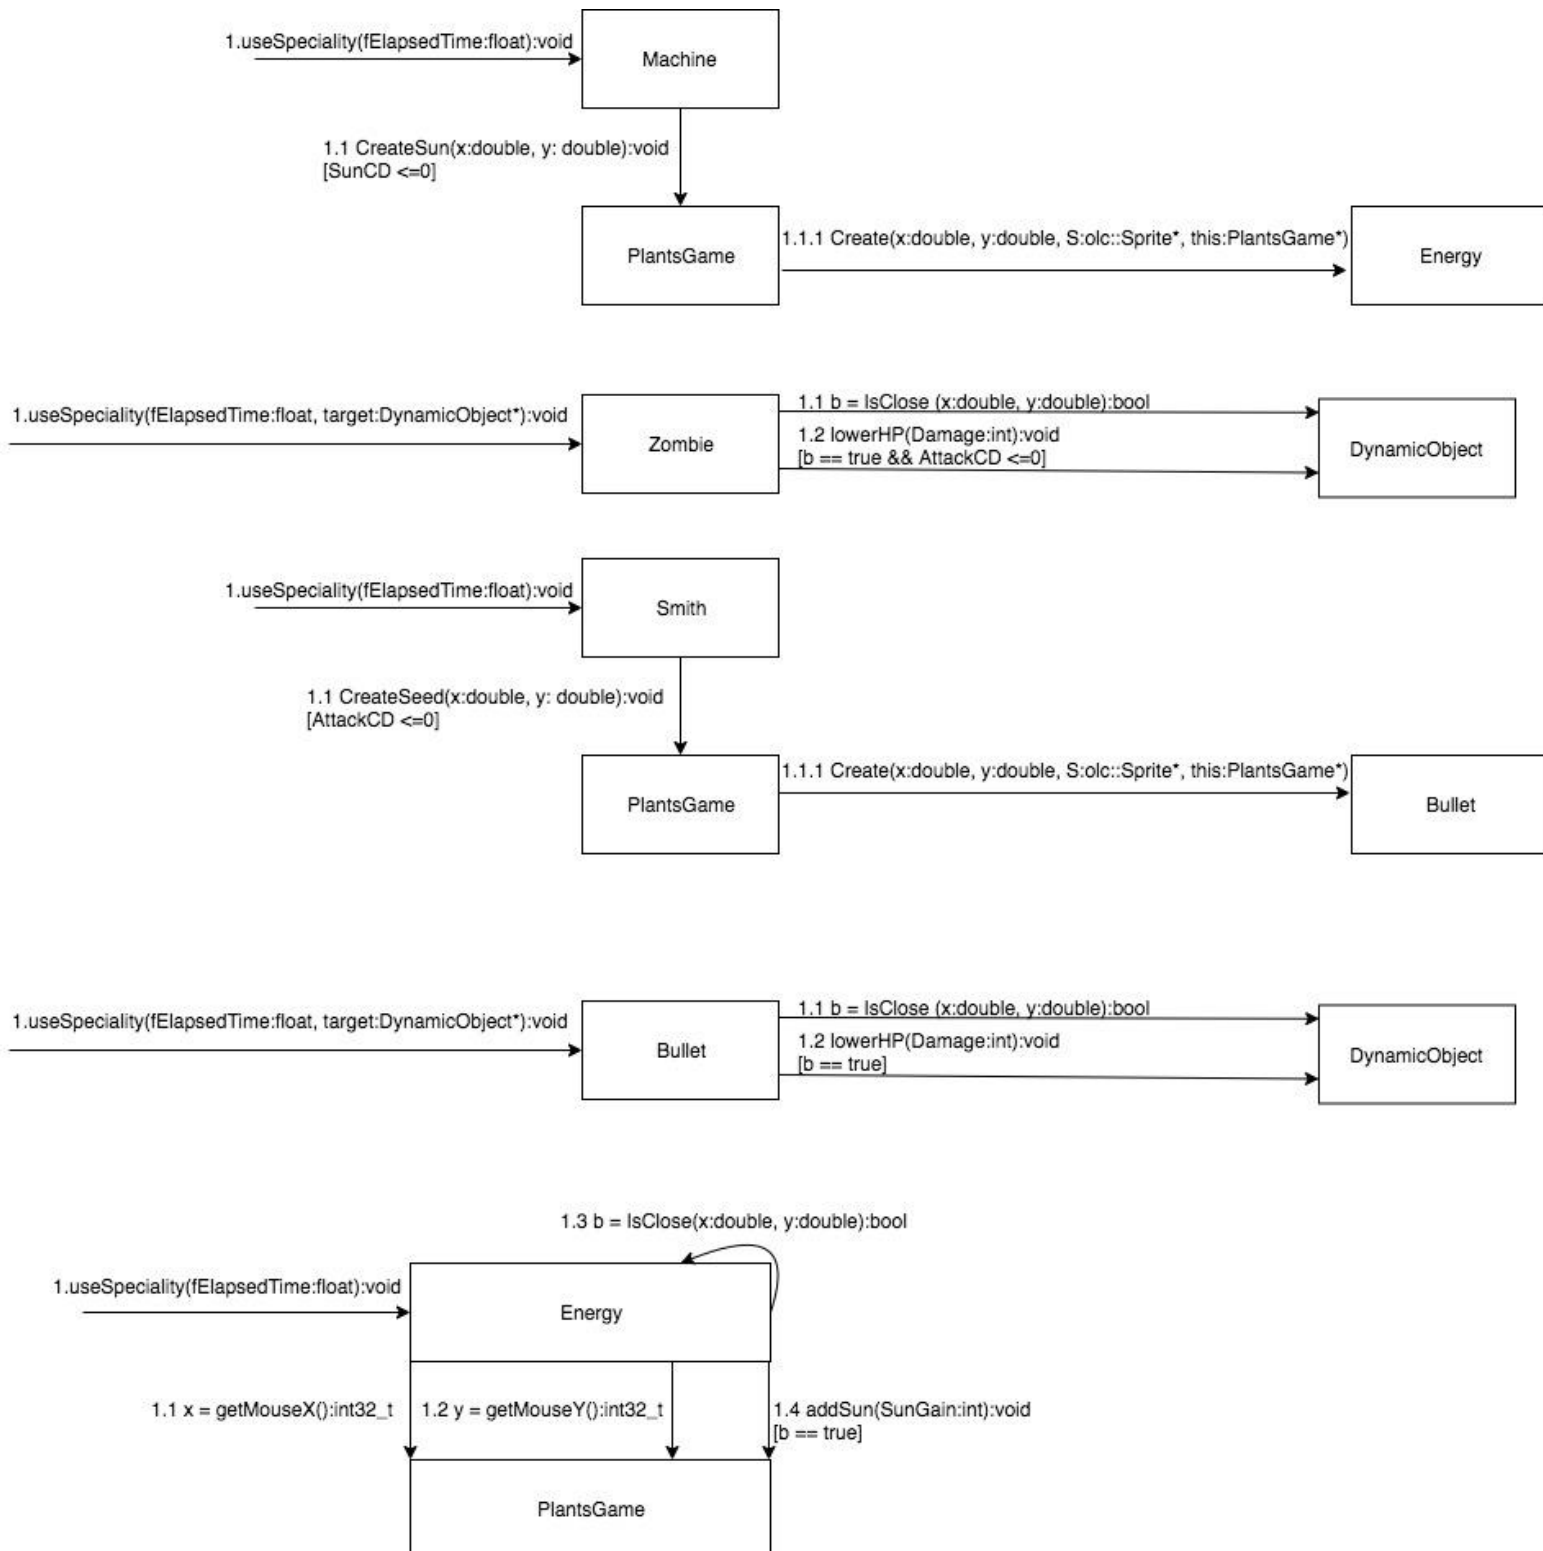 1.useSpeciality(fElapsedTime:float):void
Machine
1.1 CreateSun(x:double, y: double):void
[SunCD <=0]
PlantsGame
1.1.1 Create(x:double, y:double, S:olc::Sprite*, this:PlantsGame*)
Energy
1.useSpeciality(fElapsedTime:float, target:DynamicObject*):void
Zombie
1.1 b = IsClose (x:double, y:double):bool
1.2 lowerHP(Damage:int):void
[b == true && AttackCD <=0]
DynamicObject
1.useSpeciality(fElapsedTime:float):void
Smith
1.1 CreateSeed(x:double, y: double):void
[AttackCD <=0]
PlantsGame
1.1.1 Create(x:double, y:double, S:olc::Sprite*, this:PlantsGame*)
Bullet
1.useSpeciality(fElapsedTime:float, target:DynamicObject*):void
Bullet
1.1 b = IsClose (x:double, y:double):bool
1.2 lowerHP(Damage:int):void
[b == true]
DynamicObject
1.3 b = IsClose(x:double, y:double):bool
1.useSpeciality(fElapsedTime:float):void
Energy
1.1 x = getMouseX():int32_t
1.2 y = getMouseY():int32_t
1.4 addSun(SunGain:int):void
[b == true]
PlantsGame